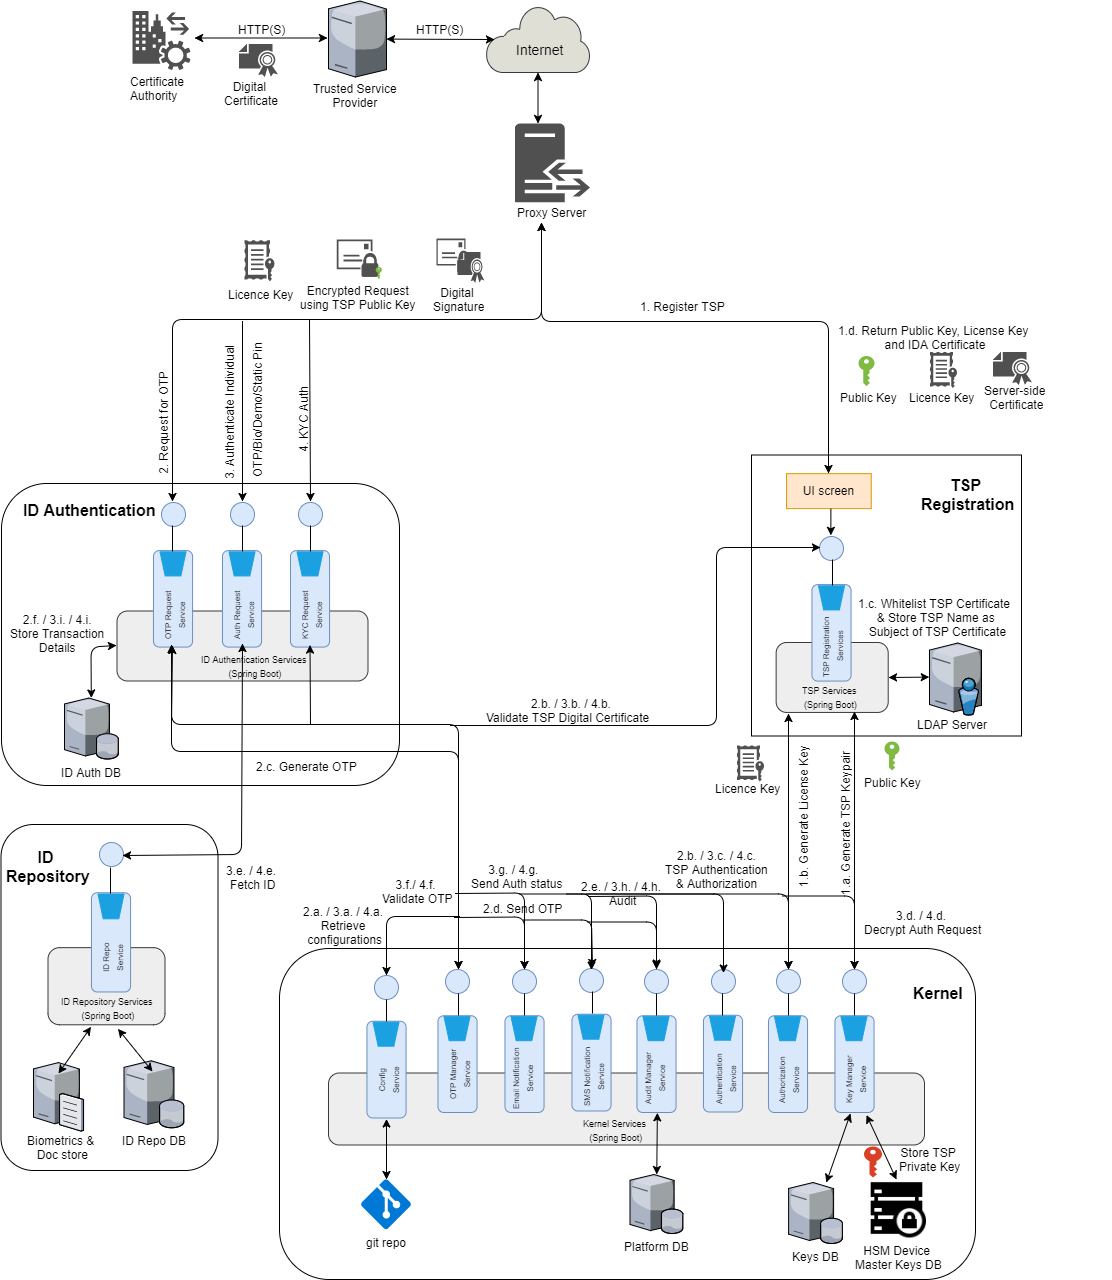 HTTP(S)
HTTP(S)
Internet
Certificate
Authority
Digital
Certificate
Trusted Service
Provider
Proxy Server
Licence Key
Encrypted Request
using TSP Public Key
Digital
Signature
1. Register TSP
1.d. Return Public Key, License Key
and IDA Certificate
Public Key
Licence Key
Server-side
Certificate
2. Request for OTP
3. Authenticate Individual
OTP/Bio/Demo/Static Pin
4. KYC Auth
ID Authentication
OTP Request
Service
Auth Request
Service
KYC Request
Service
ID Authentication Services
(Spring Boot)
2.f. / 3.i. / 4.i.
Store Transaction
Details
ID Auth DB
UI screen
TSP
Registration
TSP Registration
Services
1.c. Whitelist TSP Certificate
& Store TSP Name as
Subject of TSP Certificate
TSP Services
(Spring Boot)
LDAP Server
2.b. / 3.b. / 4.b.
Validate TSP Digital Certificate
2.c. Generate OTP
Licence Key
1.b. Generate License Key
1.a. Generate TSP Keypair
Public Key
ID
Repository
ID Repo
Service
ID Repository Services
(Spring Boot)
Biometrics &
Doc store
ID Repo DB
3.e. / 4.e.
Fetch ID
3.f./ 4.f.
Validate OTP
3.g. / 4.g.
Send Auth status
2.e. / 3.h. / 4.h.
Audit
2.b. / 3.c. / 4.c.
TSP Authentication
& Authorization
2.a. / 3.a. / 4.a.
Retrieve
configurations
2.d. Send OTP
3.d. / 4.d.
Decrypt Auth Request
Kernel
Config
Service
OTP Manager
Service
Email Notification
Service
SMS Notification
Service
Audit Manager
Service
Authentication
Service
Authorization
Service
Key Manager
Service
Kernel Services
(Spring Boot)
git repo
Platform DB
Keys DB
Store TSP
Private Key
HSM Device
Master Keys DB